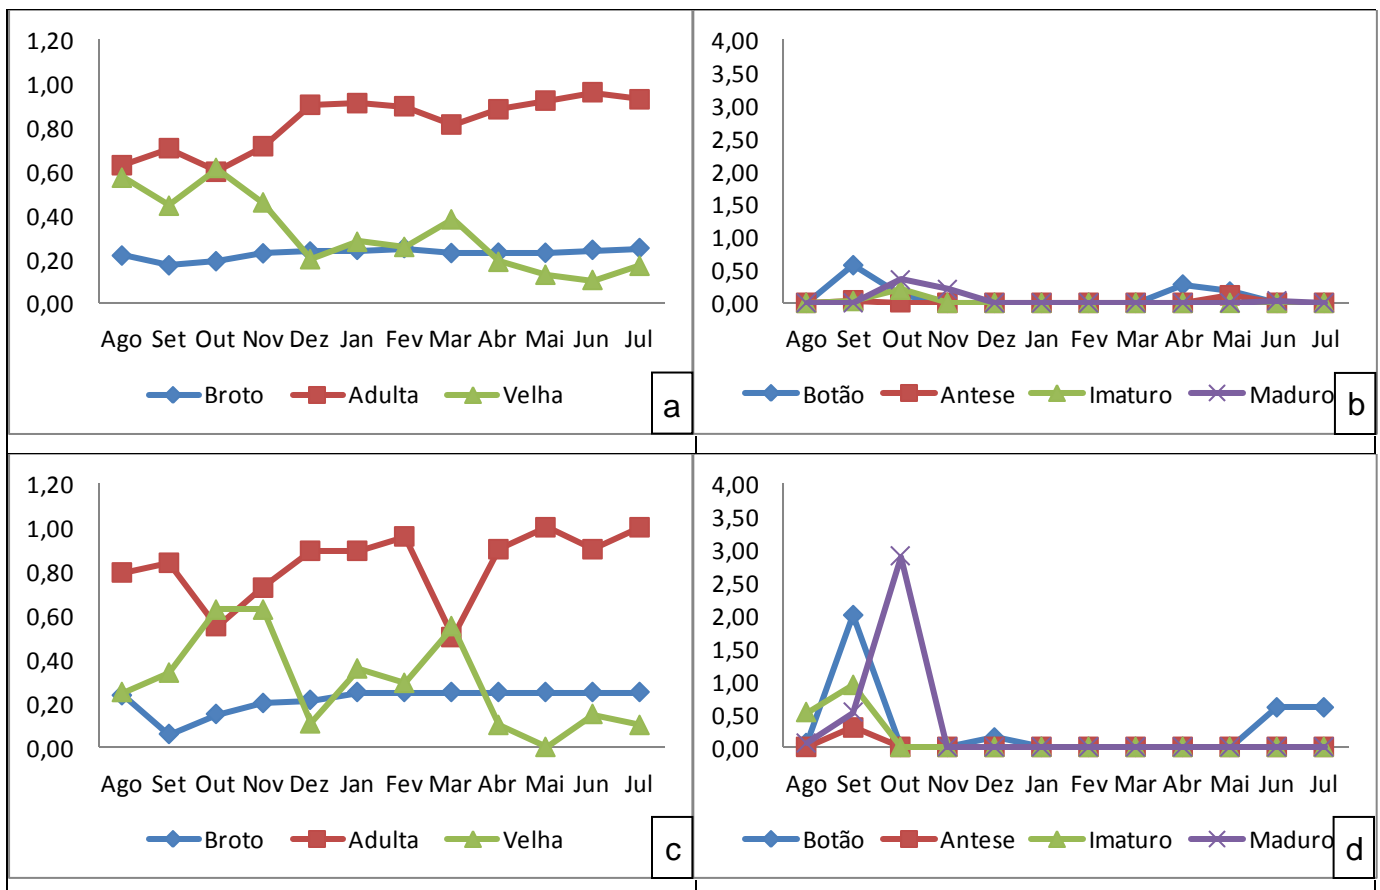 1,20
1,00
0,80
0,60
0,40
0,20
0,00
Ago Set Out Nov Dez Jan Fev Mar Abr Mai Jun Jul
Broto Adulta Velha
a
4,00
3,50
3,00
2,50
2,00
1,50
1,00
0,50
0,00
Ago Set Out Nov Dez Jan Fev Mar Abr Mai Jun Jul
Botão Antese Imaturo Maduro
b
1,20
1,00
0,80
0,60
0,40
0,20
0,00
Ago Set Out Nov Dez Jan Fev Mar Abr Mai Jun Jul
Broto Adulta Velha
c
4,00
3,50
3,00
2,50
2,00
1,50
1,00
0,50
0,00
Ago Set Out Nov Dez Jan Fev Mar Abr Mai Jun Jul
Botão Antese Imaturo Maduro
d